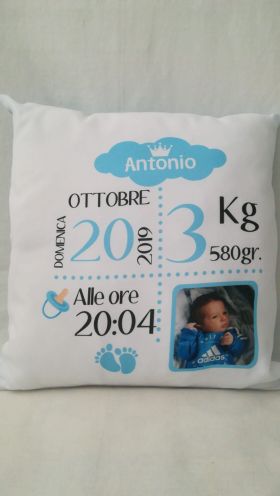 Antonio
OTTOBRE
DOMENICA
20
2019
3 Kg
580gr.
Alle ore
20:04
adidas